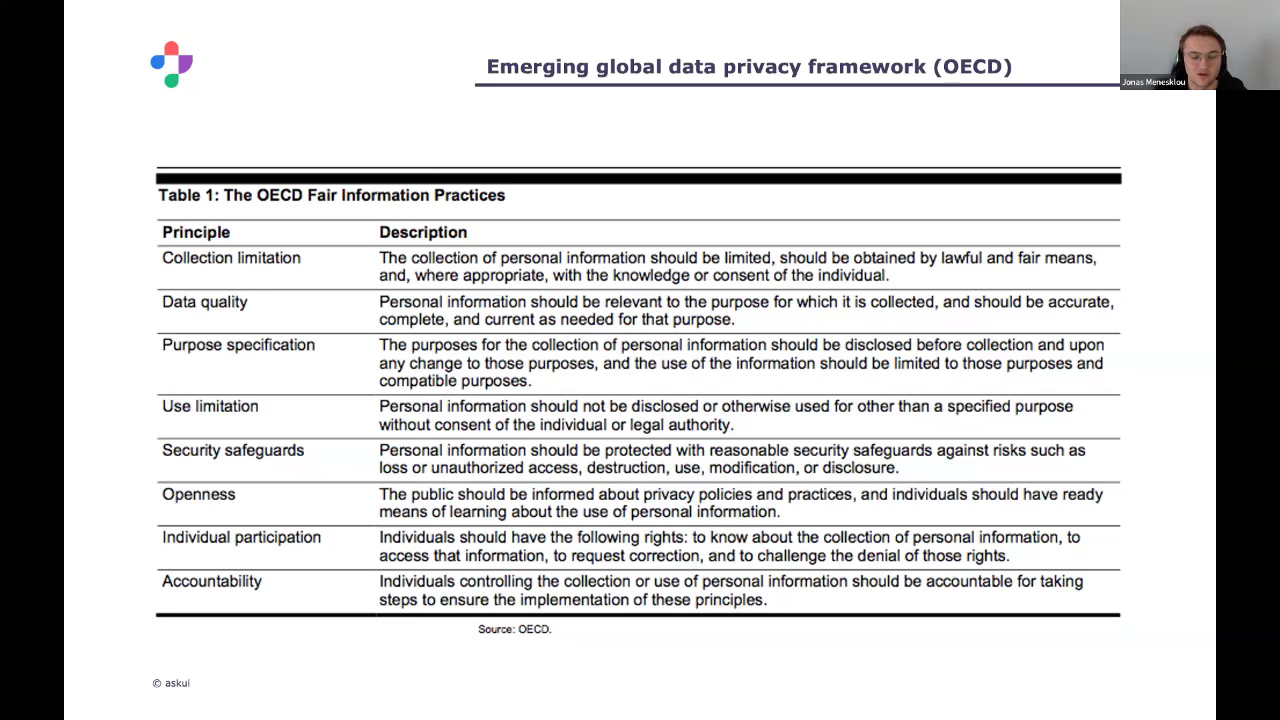 Emerging global data privacy framework (OECD)
Jonas Menesklou
Table 1: The OECD Fair Information Practices
Principle Description
Collection limitation The collection of personal information should be limited, should be obtained by lawful and fair means,
and, where appropriate, with the knowledge or consent of the individual.
Data quality Personal information should be relevant to the purpose for which it is collected, and should be accurate,
complete, and current as needed for that purpose.
Purpose specification The purposes for the collection of personal information should be disclosed before collection and upon
any change to those purposes, and the use of the information should be limited to those purposes and
compatible purposes.
Use limitation Personal information should not be disclosed or otherwise used for other than a specified purpose
without consent of the individual or legal authority.
Security safeguards Personal information should be protected with reasonable security safeguards against risks such as
loss or unauthorized access, destruction, use, modification, or disclosure.
Openness The public should be informed about privacy policies and practices, and individuals should have ready
means of learning about the use of personal information.
Individual participation Individuals should have the following rights: to know about the collection of personal information, to
access that information, to request correction, and to challenge the denial of those rights.
Accountability Individuals controlling the collection or use of personal information should be accountable for taking
steps to ensure the implementation of these principles.
Source: OECD.
© askui